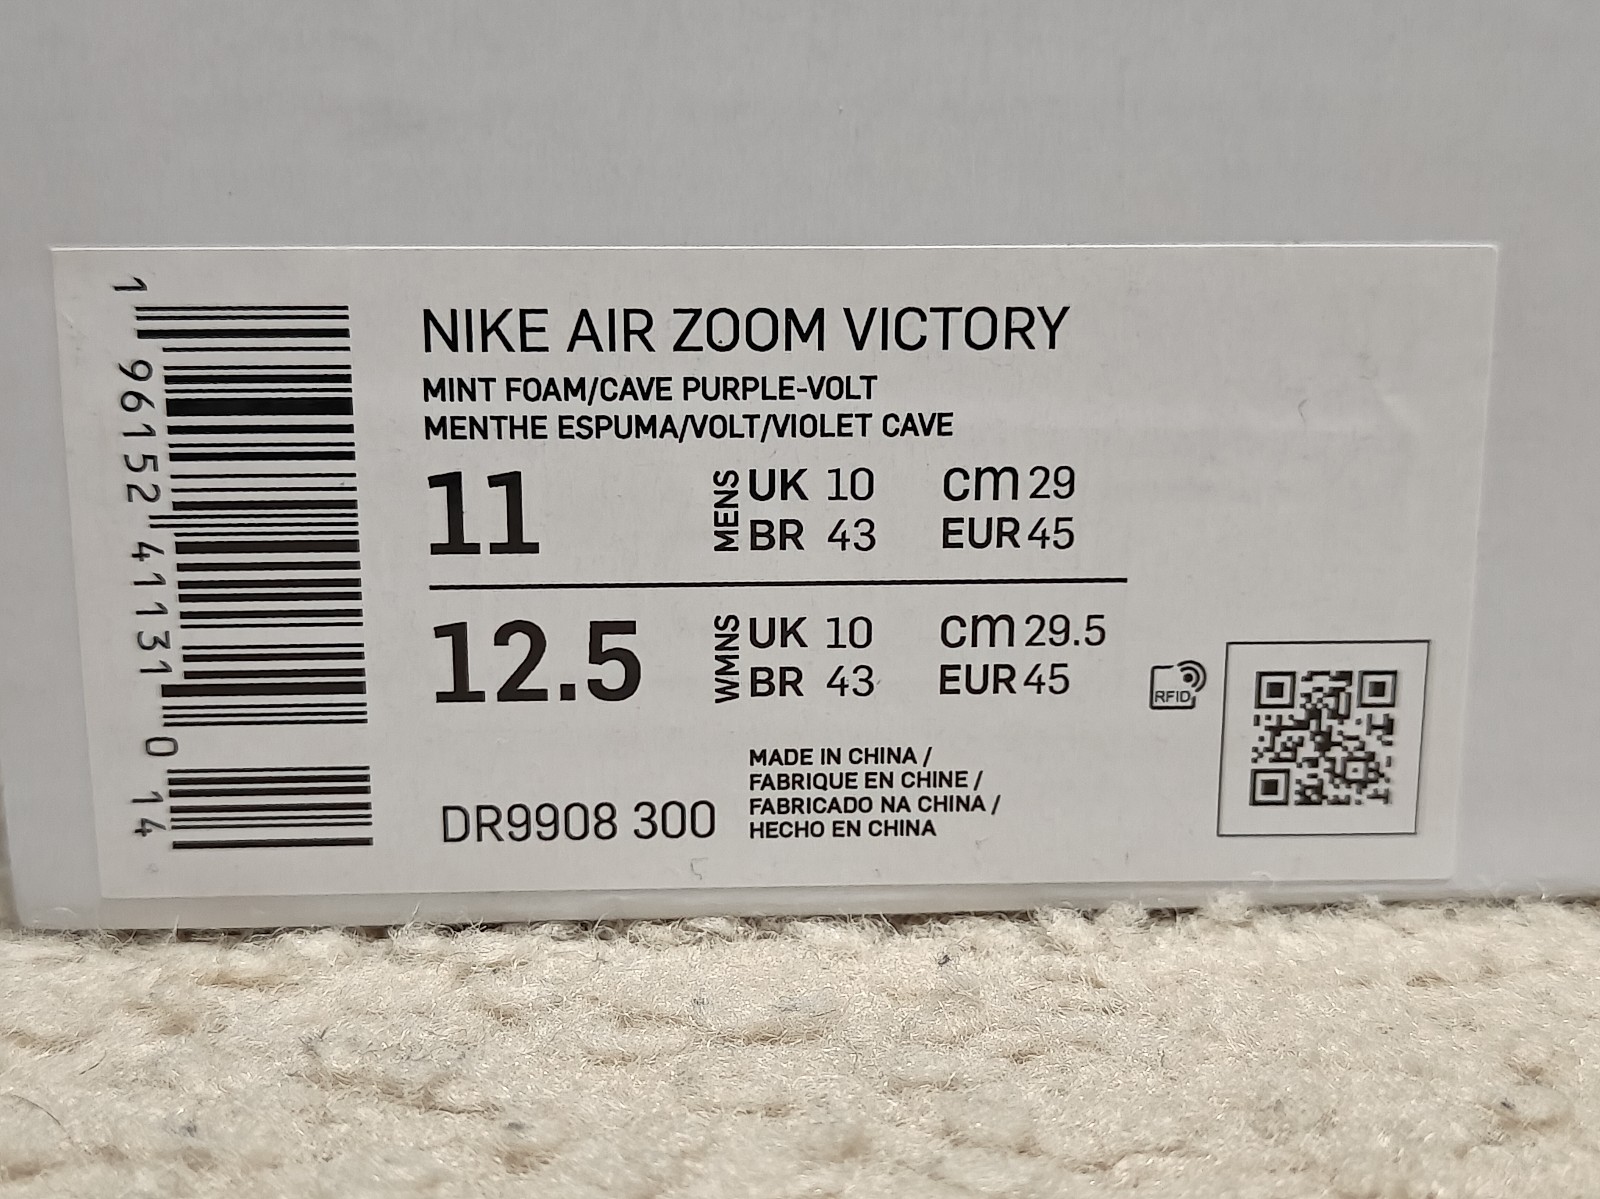 1 96152 41131 0 14
NIKE AIR ZOOM VICTORY
MINT FOAM/CAVE PURPLE-VOLT
MENTHE ESPUMA/VOLT/VIOLET CAVE
11 MENS UK 10 cm 29
BR 43 EUR 45
12.5 WMNS UK 10 cm 29.5
BR 43 EUR 45
RFID
MADE IN CHINA /
FABRIQUE EN CHINE /
FABRICADO NA CHINA /
HECHO EN CHINA
DR9908 300